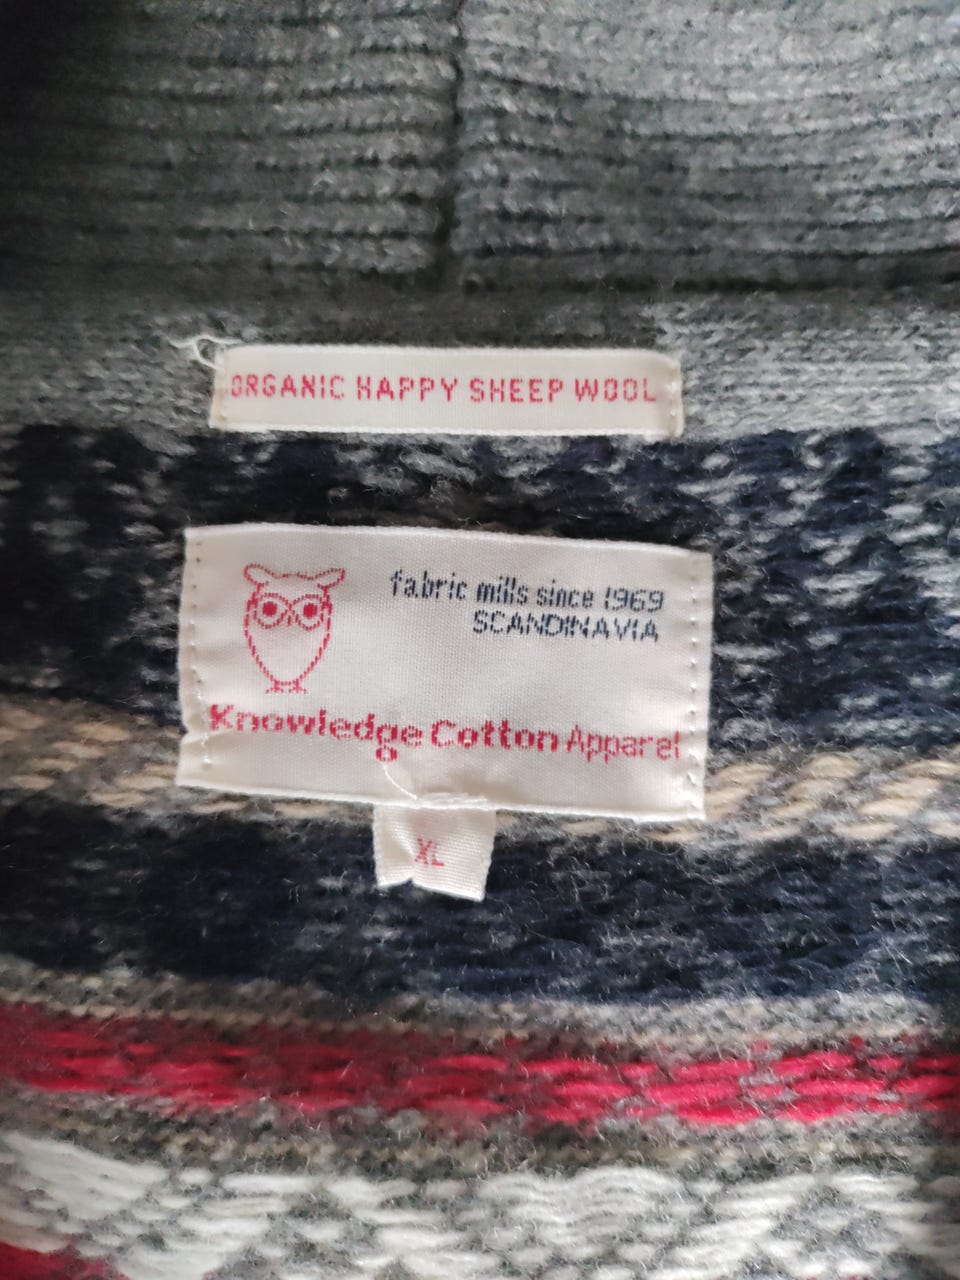 ORGANIC HAPPY SHEEP WOOL
fabric mills since 1969
SCANDINAVIA
Knowledge Cotton Apparel
XL